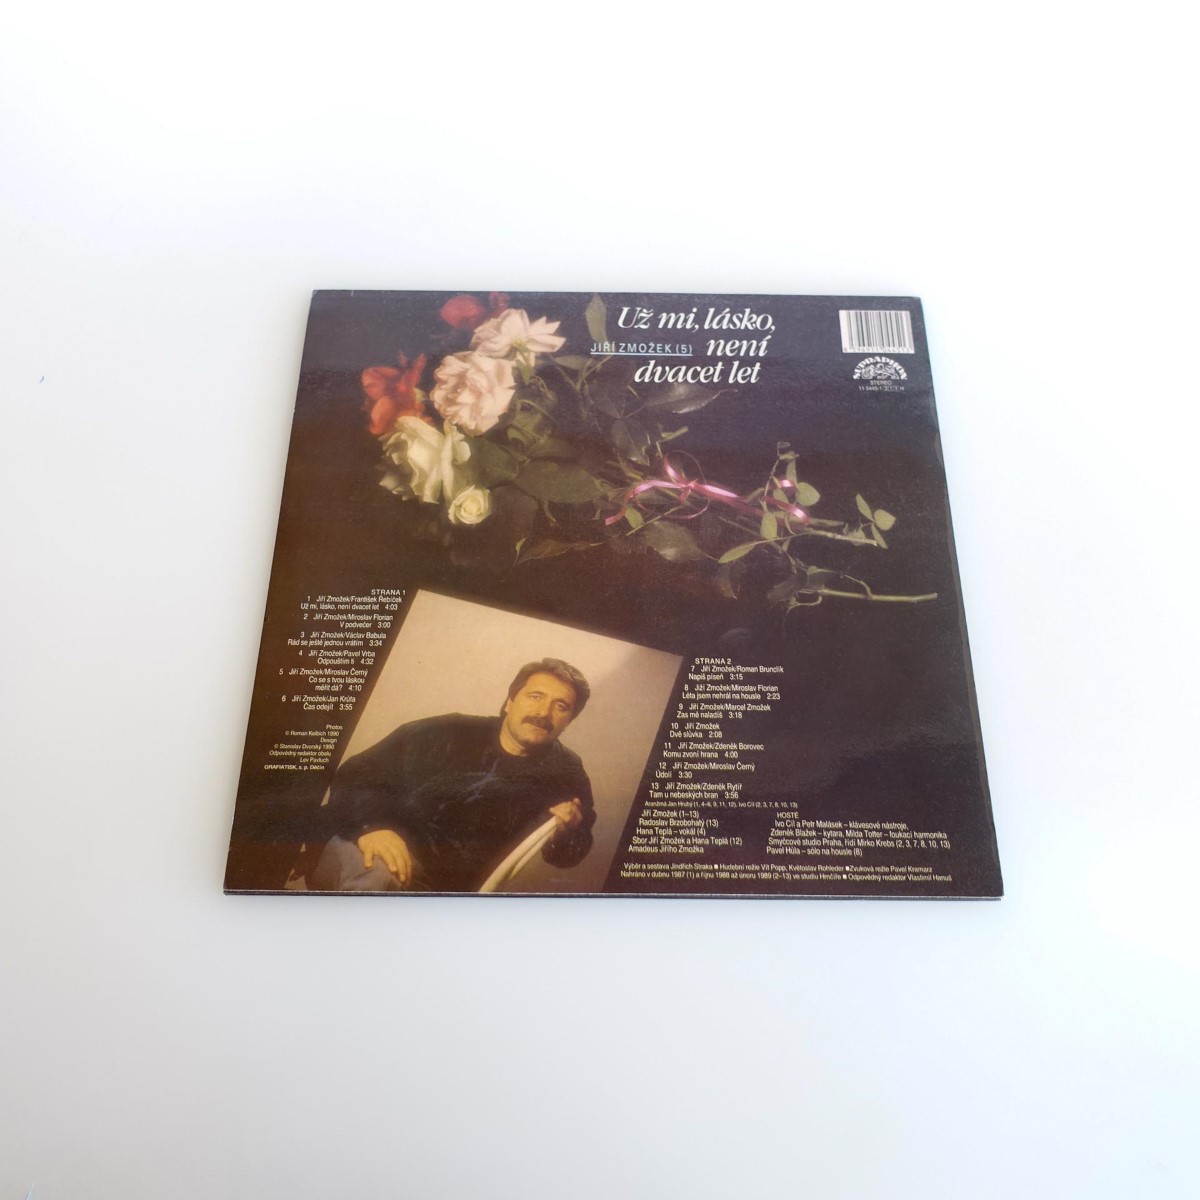 Už mi, lásko,
JIŘÍ ZMOŽEK (5) není
dvacet let
SUPRAPHON
STEREO
STRANA 1
1 Jiří Zmožek/František Řebíček
Už mi, lásko, není dvacet let 4:03
2 Jiří Zmožek/Miroslav Florian
V podvečer 3:00
3 Jiří Zmožek/Václav Babula
Rád se ještě jednou vrátím 3:34
4 Jiří Zmožek/Pavel Vrba
Odpouštím ti 4:32
5 Jiří Zmožek/Miroslav Černý
Co se s tvou láskou
měřit dá? 4:10
6 Jiří Zmožek/Jan Krůta
Čas odejít 3:55
Photos
© Roman Kelbich 1990
Design
© Stanislav Dvorský 1990
Odpovědný redaktor obalu
Lev Pavluch
GRAFIATISK, s. p. Děčín
STRANA 2
7 Jiří Zmožek/Roman Brunclík
Napiš píseň 3:15
8 Jiří Zmožek/Miroslav Florian
Léta jsem nehrál na housle 2:23
9 Jiří Zmožek/Marcel Zmožek
Zas mě naladíš 3:18
10 Jiří Zmožek
Dvě slůvka 2:08
11 Jiří Zmožek/Zdeněk Borovec
Komu zvoní hrana 4:00
12 Jiří Zmožek/Miroslav Černý
Údolí 3:30
13 Jiří Zmožek/Zdeněk Rytíř
Tam u nebeských bran 3:56
Aranžmá Jan Hrubý (1, 4–6, 9, 11, 12), Ivo Cíl (2, 3, 7, 8, 10, 13)
Jiří Zmožek (1–13)
Radoslav Brzobohatý (13)
Hana Teplá – vokál (4)
Sbor Jiří Zmožek a Hana Teplá (12)
Amadeus Jiřího Zmožka
HOSTÉ
Ivo Cíl a Petr Malásek – klávesové nástroje,
Zdeněk Blažek – kytara, Milda Totter – foukací harmonika
Smyčcové studio Praha, řídí Mirko Krebs (2, 3, 7, 8, 10, 13)
Pavel Hůla – sólo na housle (8)
Výběr a sestava Jindřich Straka ■ Hudební režie Vít Popp, Květoslav Rohleder ■ Zvuková režie Pavel Kramarz
Nahráno v dubnu 1987 (1) a říjnu 1988 až únoru 1989 (2–13) ve studiu Hrnčíře ■ Odpovědný redaktor Vlastimil Hanuš